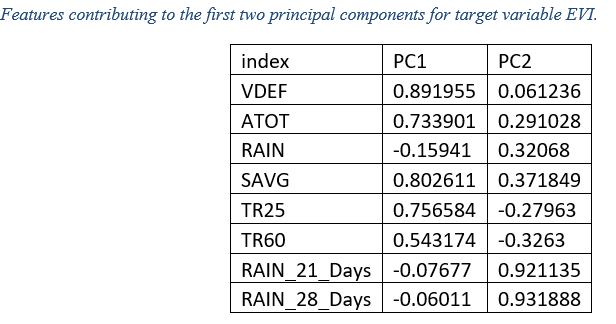 Features contributing to the first two principal components for target variable EVI.
index PC1 PC2
VDEF 0.891955 0.061236
ATOT 0.733901 0.291028
RAIN -0.15941 0.32068
SAVG 0.802611 0.371849
TR25 0.756584 -0.27963
TR60 0.543174 -0.3263
RAIN_21_Days -0.07677 0.921135
RAIN_28_Days -0.06011 0.931888